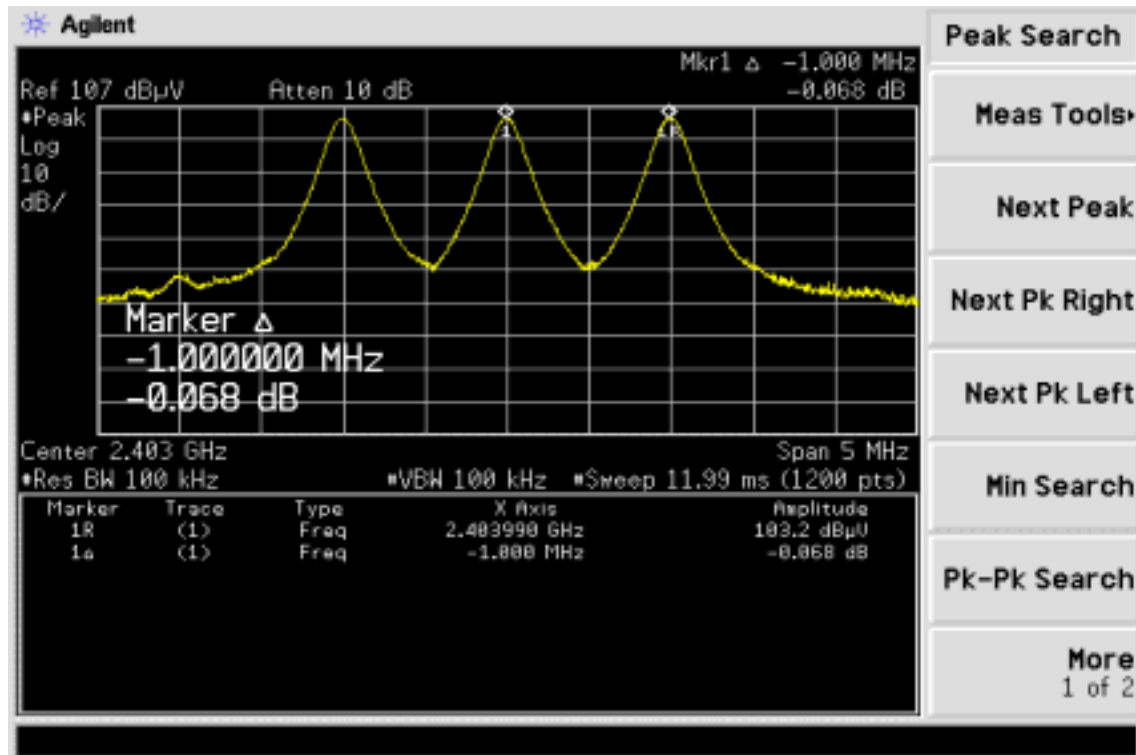 Agilent
Peak Search
Mkr1 Δ -1.000 MHz
Ref 107 dBµV Atten 10 dB -0.068 dB
#Peak
Log
10
dB/
1 1R
Marker Δ
-1.000000 MHz
-0.068 dB
Center 2.403 GHz Span 5 MHz
#Res BW 100 kHz #VBW 100 kHz #Sweep 11.99 ms (1200 pts)
Marker Trace Type X Axis Amplitude
1R (1) Freq 2.403990 GHz 103.2 dBµV
1Δ (1) Freq -1.000 MHz -0.068 dB
Meas Tools▸
Next Peak
Next Pk Right
Next Pk Left
Min Search
Pk-Pk Search
More
1 of 2